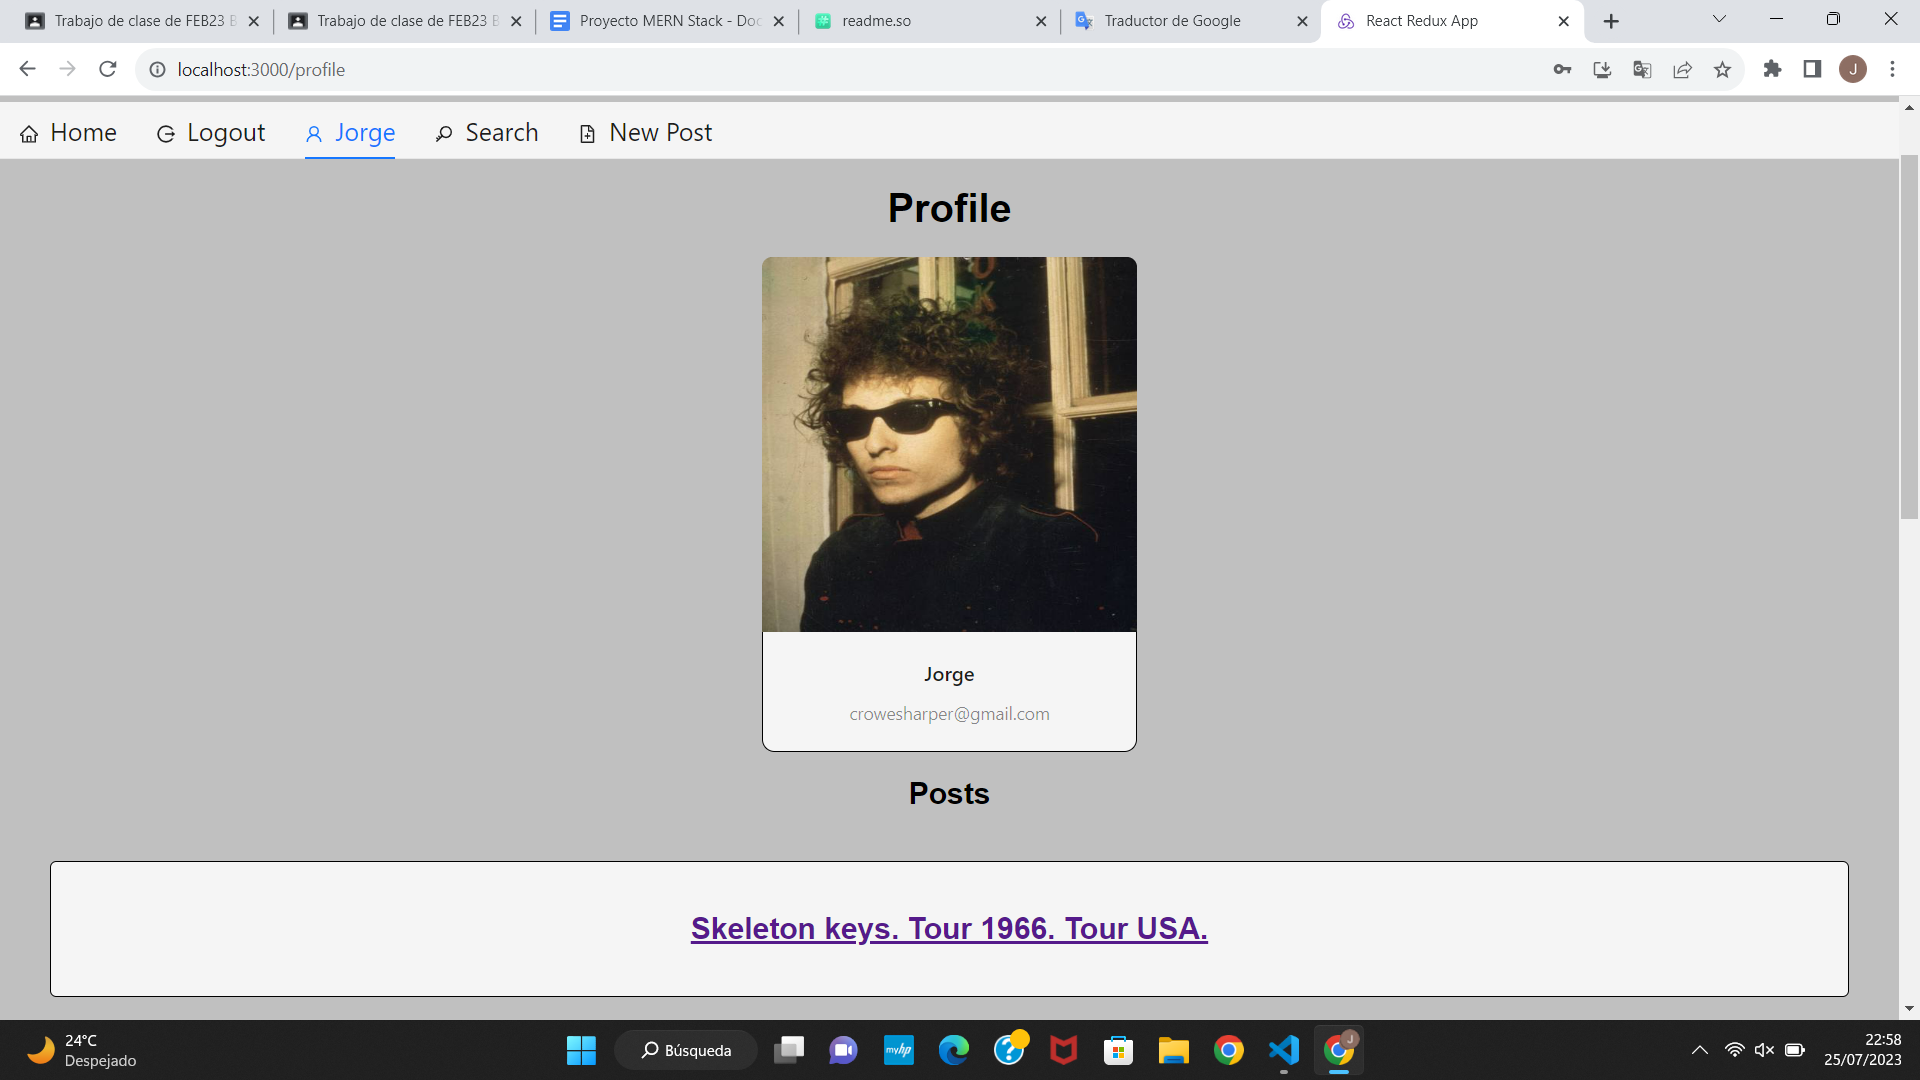 Trabajo de clase de FEB23 B
Trabajo de clase de FEB23 B
Proyecto MERN Stack - Doc
readme.so
Traductor de Google
React Redux App
localhost:3000/profile
J
Home
Logout
Jorge
Search
New Post
Profile
Jorge
crowesharper@gmail.com
Posts
Skeleton keys. Tour 1966. Tour USA.
24°C
Despejado
Búsqueda
myhp
J
22:58
25/07/2023